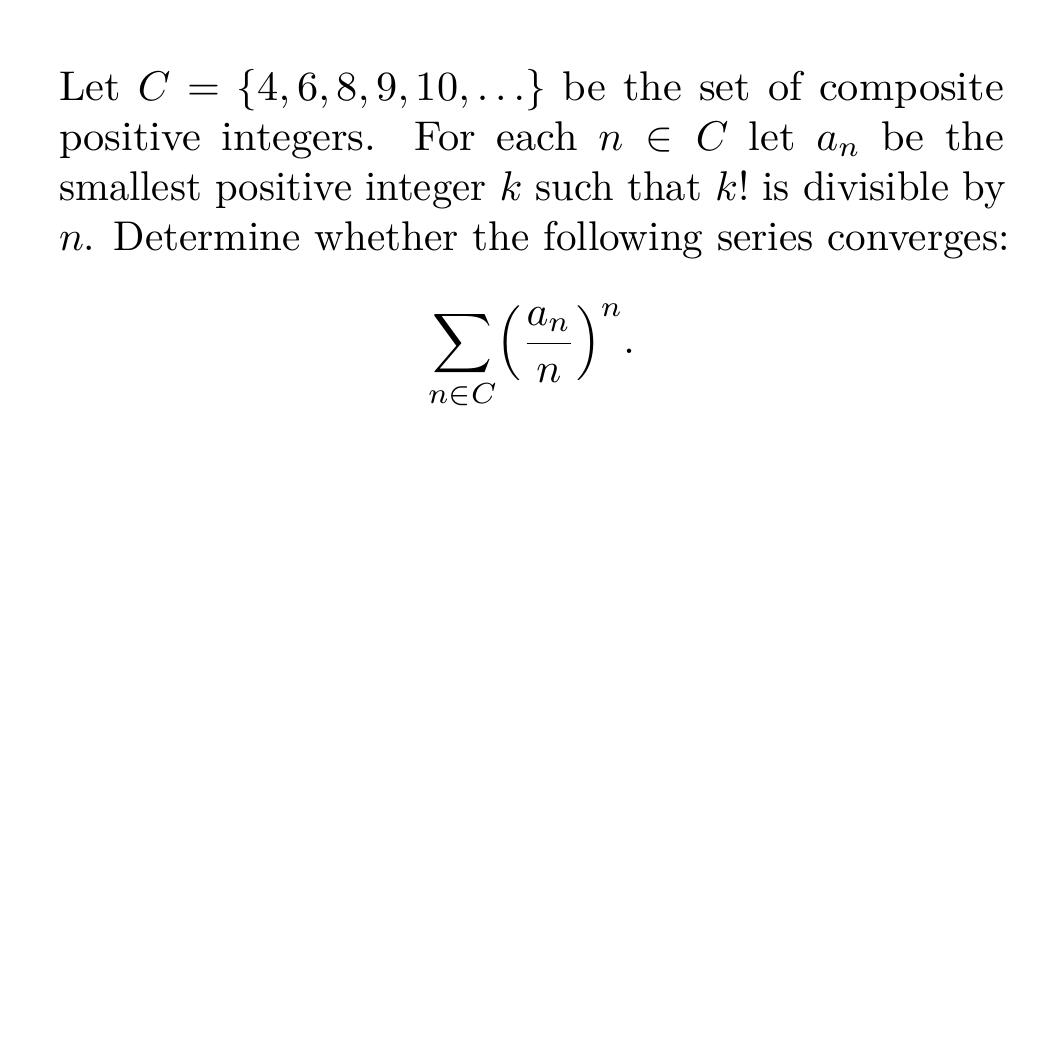 Let $C = \{4, 6, 8, 9, 10, \ldots\}$ be the set of composite
positive integers. For each $n \in C$ let $a_n$ be the
smallest positive integer $k$ such that $k!$ is divisible by
$n$. Determine whether the following series converges:
$$\sum_{n \in C} \left( \frac{a_n}{n} \right)^n.$$